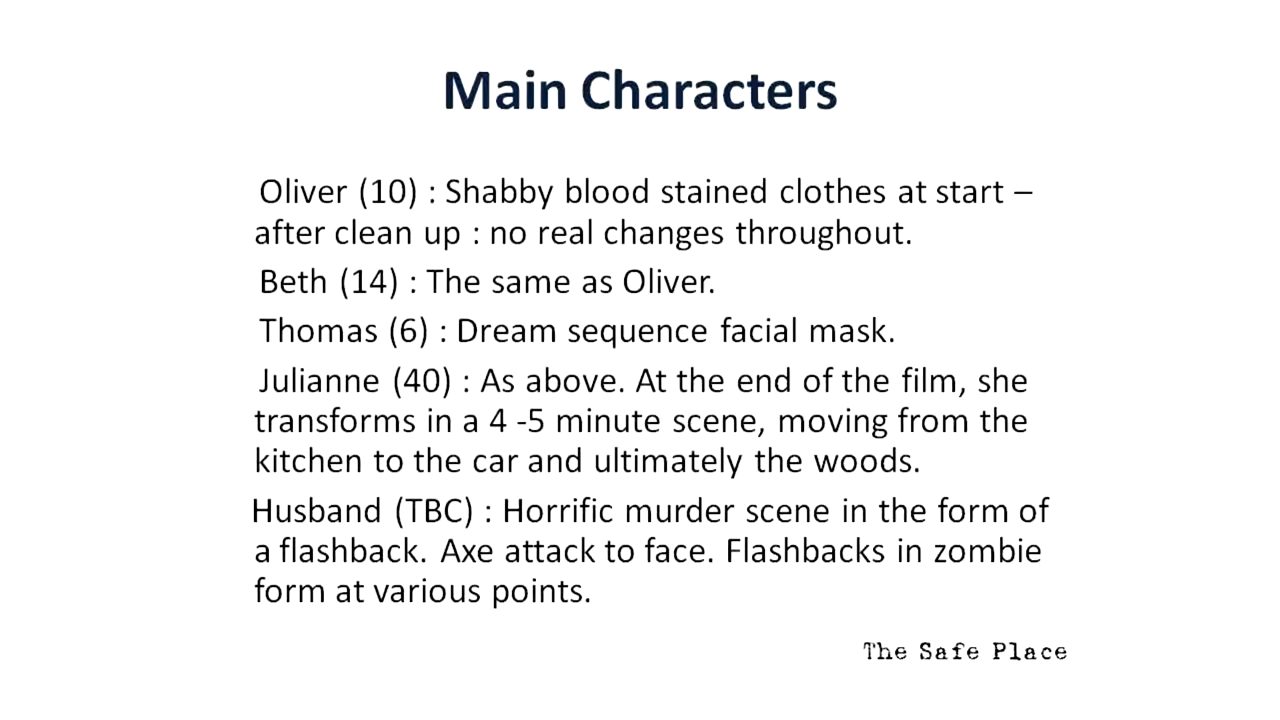 Main Characters
Oliver (10) : Shabby blood stained clothes at start –
after clean up : no real changes throughout.
Beth (14) : The same as Oliver.
Thomas (6) : Dream sequence facial mask.
Julianne (40) : As above. At the end of the film, she
transforms in a 4 -5 minute scene, moving from the
kitchen to the car and ultimately the woods.
Husband (TBC) : Horrific murder scene in the form of
a flashback. Axe attack to face. Flashbacks in zombie
form at various points.
The Safe Place